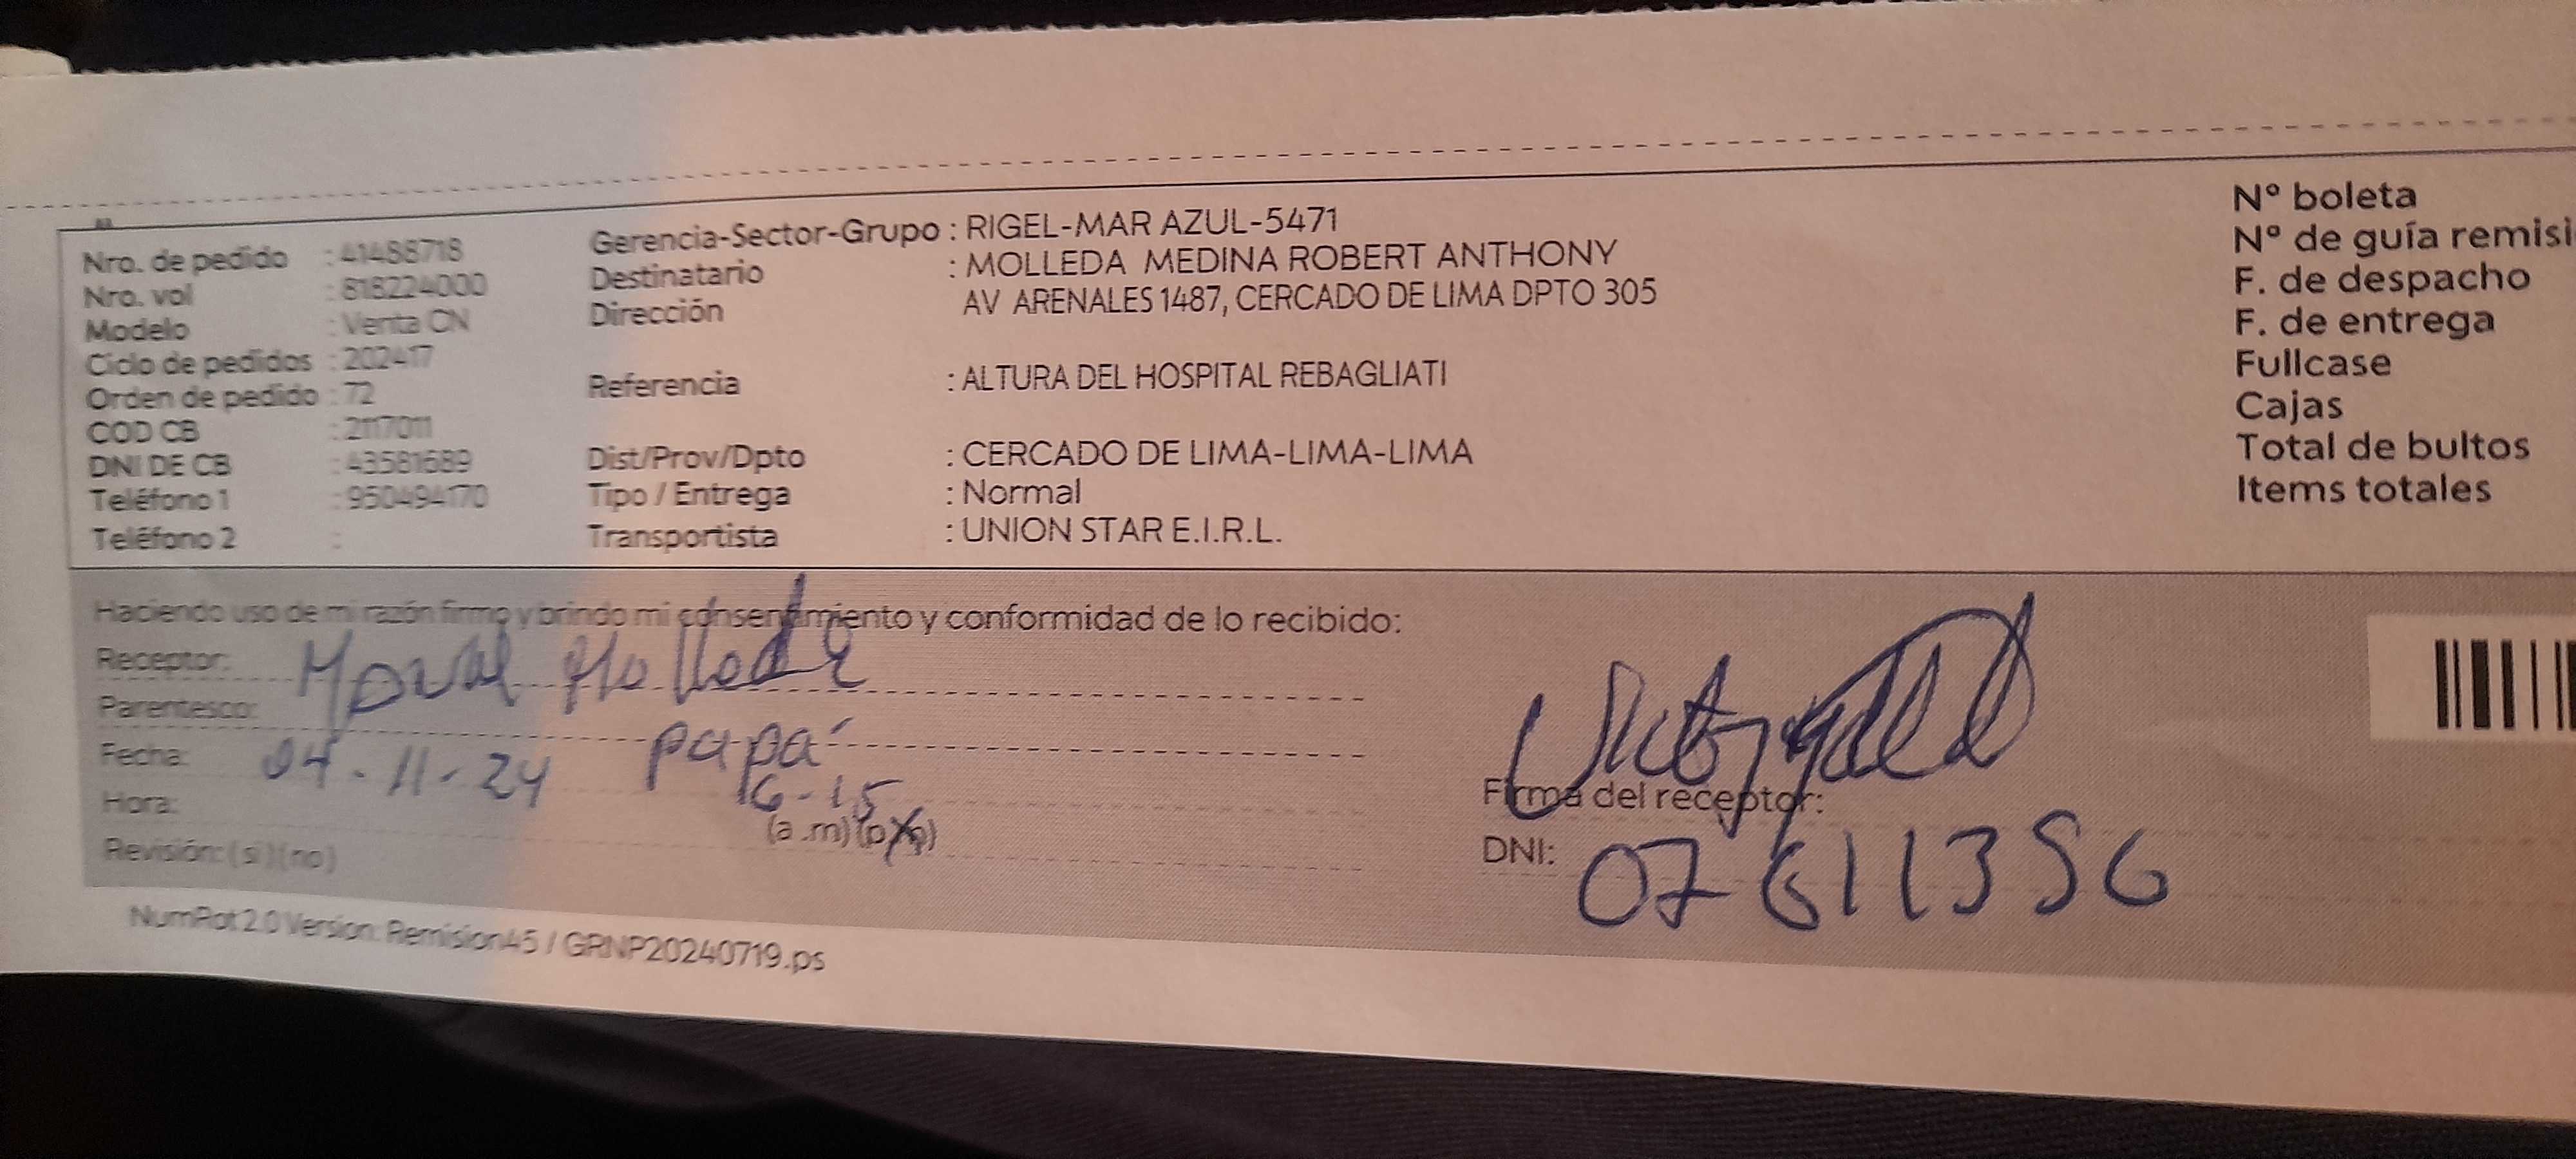 Nro. de pedido : 41488718
Nro. vol : 818224000
Modelo : Venta CN
Ciclo de pedidos : 202417
Orden de pedido : 72
COD CB : 2117011
DNI DE CB : 43581689
Teléfono 1 : 950494170
Teléfono 2 :
Gerencia-Sector-Grupo : RIGEL-MAR AZUL-5471
Destinatario : MOLLEDA MEDINA ROBERT ANTHONY
Dirección AV ARENALES 1487, CERCADO DE LIMA DPTO 305
Referencia : ALTURA DEL HOSPITAL REBAGLIATI
Dist/Prov/Dpto : CERCADO DE LIMA-LIMA-LIMA
Tipo / Entrega : Normal
Transportista : UNION STAR E.I.R.L.
Nº boleta
Nº de guía remisi
F. de despacho
F. de entrega
Fullcase
Cajas
Total de bultos
Items totales
Haciendo uso de mi razón firmo y brindo mi consentimiento y conformidad de lo recibido:
Receptor: Molleda
Parentesco: papá
Fecha: 04-11-24
Hora: 6-15 (a .m) (p.m)
Revisión: (si) (no)
Firma del receptor:
DNI: 07611356
NumRot 2.0 Version: Remision45 / GRNP20240719.ps